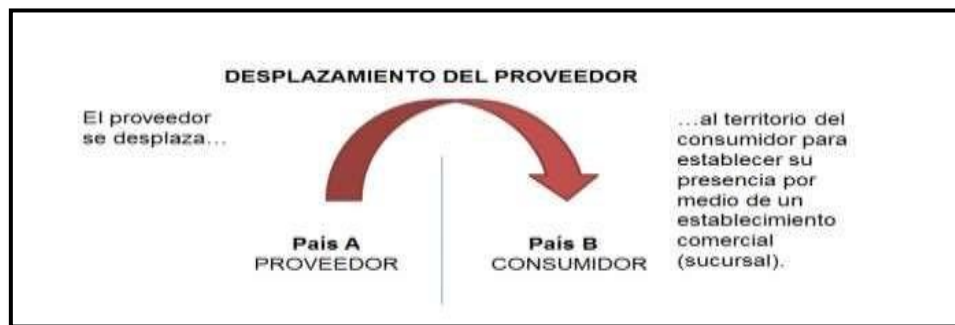 DESPLAZAMIENTO DEL PROVEEDOR
El proveedor
se desplaza...
...al territorio del
consumidor para
establecer su
presencia por
medio de un
establecimiento
comercial
(sucursal).
País A
PROVEEDOR
País B
CONSUMIDOR